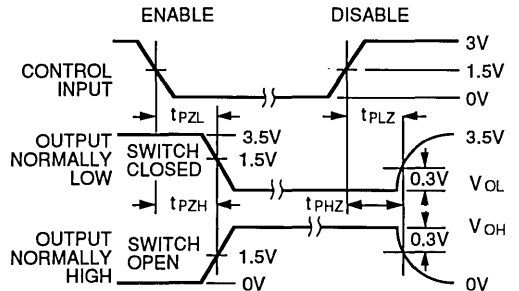 ENABLE
DISABLE
3V
CONTROL
INPUT
1.5V
0V
tPZL
tPLZ
OUTPUT
NORMALLY
LOW
SWITCH
CLOSED
3.5V
1.5V
3.5V
0.3V
VOL
tPZH
tPHZ
OUTPUT
NORMALLY
HIGH
SWITCH
OPEN
1.5V
0V
VOH
0.3V
0V